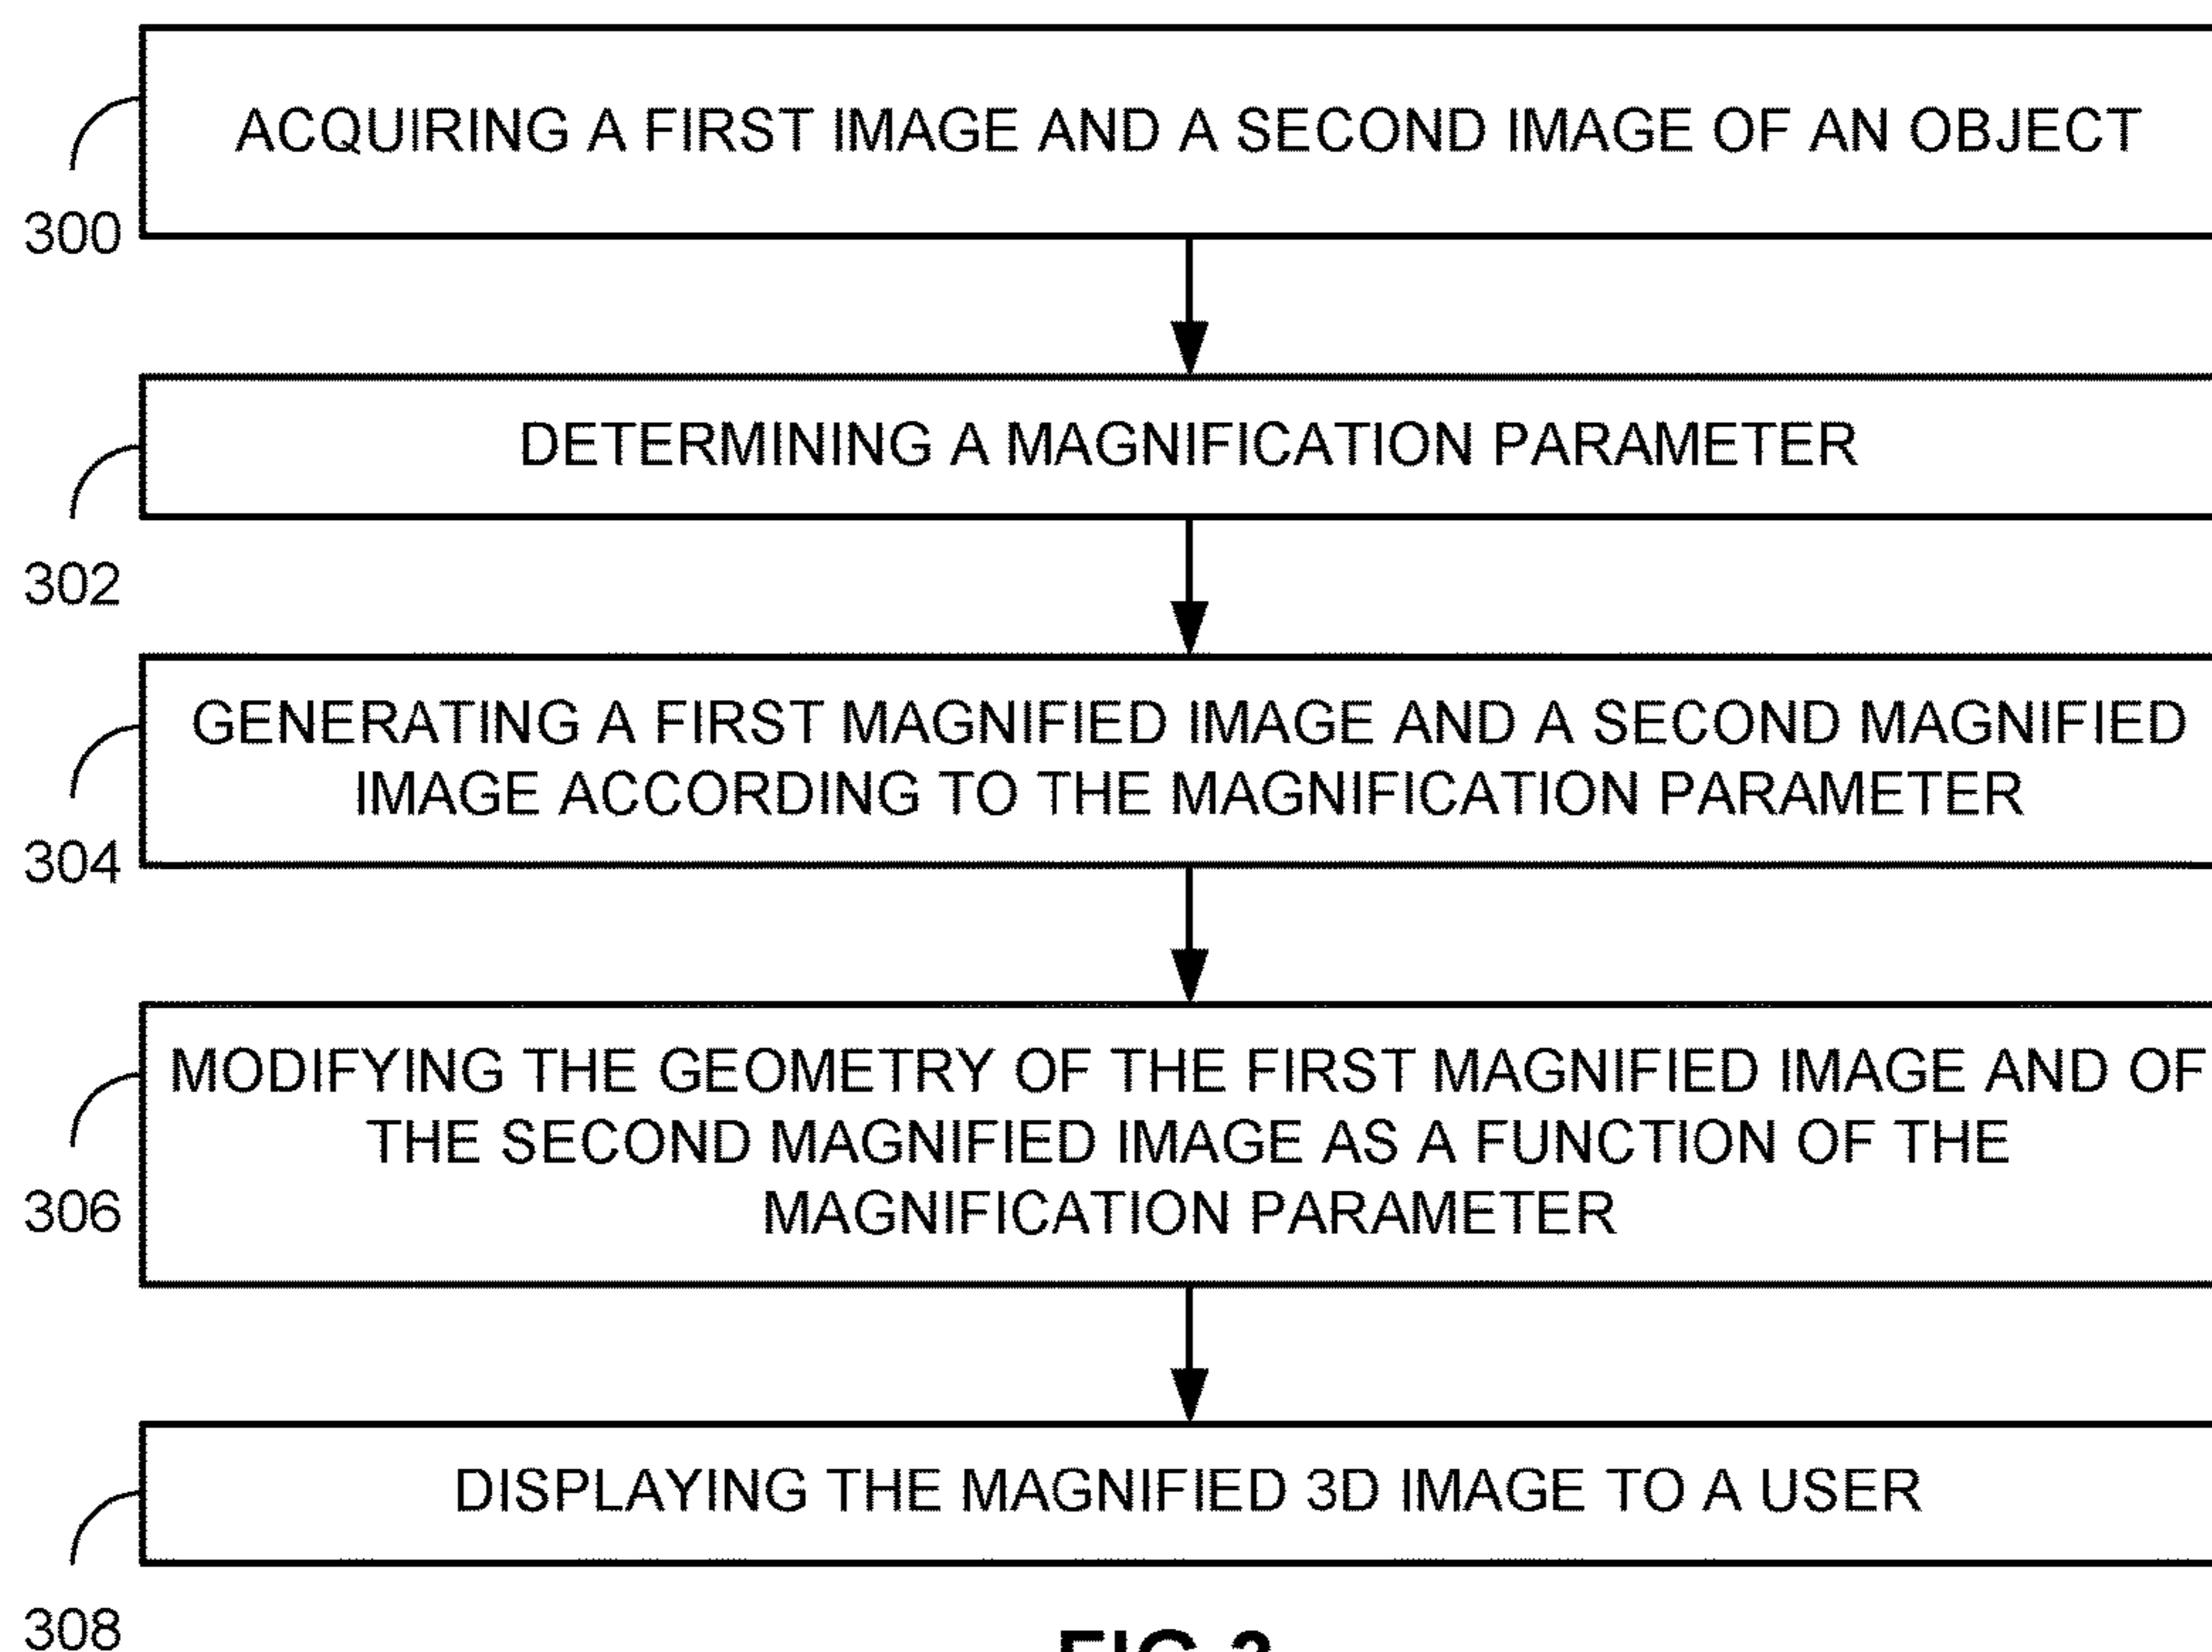 ACQUIRING A FIRST IMAGE AND A SECOND IMAGE OF AN OBJECT
300
DETERMINING A MAGNIFICATION PARAMETER
302
GENERATING A FIRST MAGNIFIED IMAGE AND A SECOND MAGNIFIED
IMAGE ACCORDING TO THE MAGNIFICATION PARAMETER
304
MODIFYING THE GEOMETRY OF THE FIRST MAGNIFIED IMAGE AND OF
THE SECOND MAGNIFIED IMAGE AS A FUNCTION OF THE
MAGNIFICATION PARAMETER
306
DISPLAYING THE MAGNIFIED 3D IMAGE TO A USER
308
FIG 3